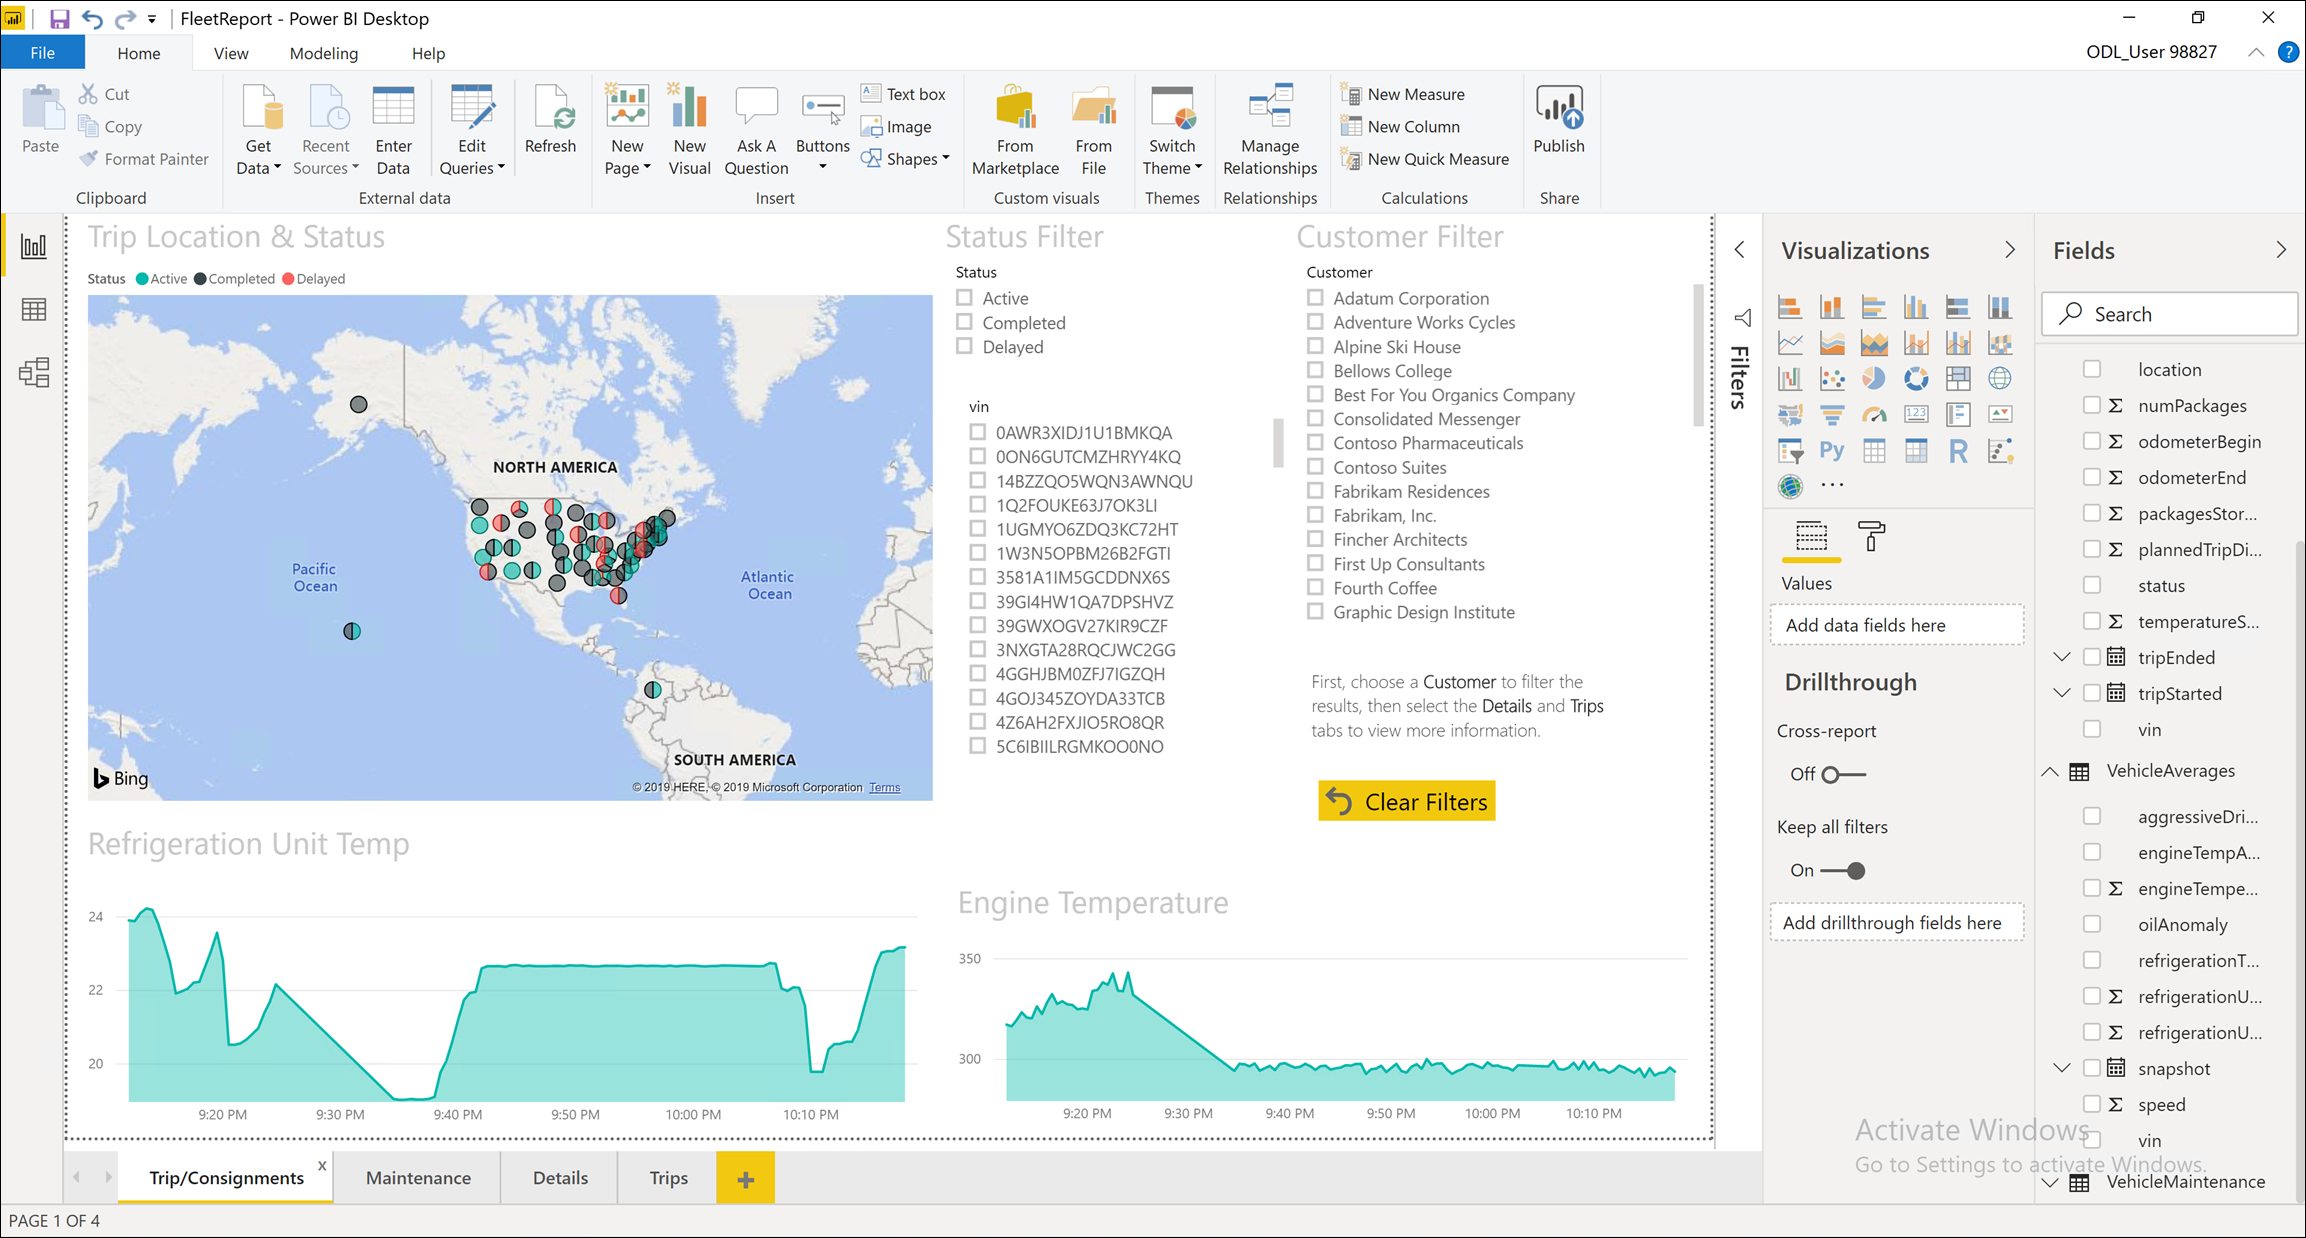 FleetReport - Power BI Desktop
File
Home
View
Modeling
Help
ODL_User 98827
Paste
Cut
Copy
Format Painter
Clipboard
Get Data
Recent Sources
Enter Data
Edit Queries
Refresh
External data
New Page
New Visual
Ask A Question
Buttons
Text box
Image
Shapes
Insert
From Marketplace
From File
Custom visuals
Switch Theme
Themes
Manage Relationships
Relationships
New Measure
New Column
New Quick Measure
Calculations
Publish
Share
Trip Location & Status
Status Active Completed Delayed
NORTH AMERICA
Pacific Ocean
Atlantic Ocean
SOUTH AMERICA
Bing
© 2019 HERE, © 2019 Microsoft Corporation Terms
Status Filter
Status
Active
Completed
Delayed
vin
0AWR3XIDJ1U1BMKQA
0ON6GUTCMZHRYY4KQ
14BZZQO5WQN3AWNQU
1Q2FOUKE63J7OK3LI
1UGMYO6ZDQ3KC72HT
1W3N5OPBM26B2FGTI
3581A1IM5GCDDNX6S
39GI4HW1QA7DPSHVZ
39GWXOGV27KIR9CZF
3NXGTA28RQCJWC2GG
4GGHJBM0ZFJ7IGZQH
4GOJ345ZOYDA33TCB
4Z6AH2FXJIO5RO8QR
5C6IBIILRGMKOO0NO
Customer Filter
Customer
Adatum Corporation
Adventure Works Cycles
Alpine Ski House
Bellows College
Best For You Organics Company
Consolidated Messenger
Contoso Pharmaceuticals
Contoso Suites
Fabrikam Residences
Fabrikam, Inc.
Fincher Architects
First Up Consultants
Fourth Coffee
Graphic Design Institute
First, choose a Customer to filter the
results, then select the Details and Trips
tabs to view more information.
Clear Filters
Refrigeration Unit Temp
24
22
20
9:20 PM 9:30 PM 9:40 PM 9:50 PM 10:00 PM 10:10 PM
Engine Temperature
350
300
9:20 PM 9:30 PM 9:40 PM 9:50 PM 10:00 PM 10:10 PM
Filters
Visualizations
123
Py
R
...
Values
Add data fields here
Drillthrough
Cross-report
Off
Keep all filters
On
Add drillthrough fields here
Fields
Search
location
Σ numPackages
Σ odometerBegin
Σ odometerEnd
Σ packagesStor...
Σ plannedTripDi...
status
Σ temperatureS...
tripEnded
tripStarted
vin
VehicleAverages
aggressiveDri...
engineTempA...
Σ engineTempe...
oilAnomaly
refrigerationT...
Σ refrigerationU...
Σ refrigerationU...
snapshot
Σ speed
vin
VehicleMaintenance
Activate Windows
Go to Settings to activate Windows.
Trip/Consignments x
Maintenance
Details
Trips
+
PAGE 1 OF 4